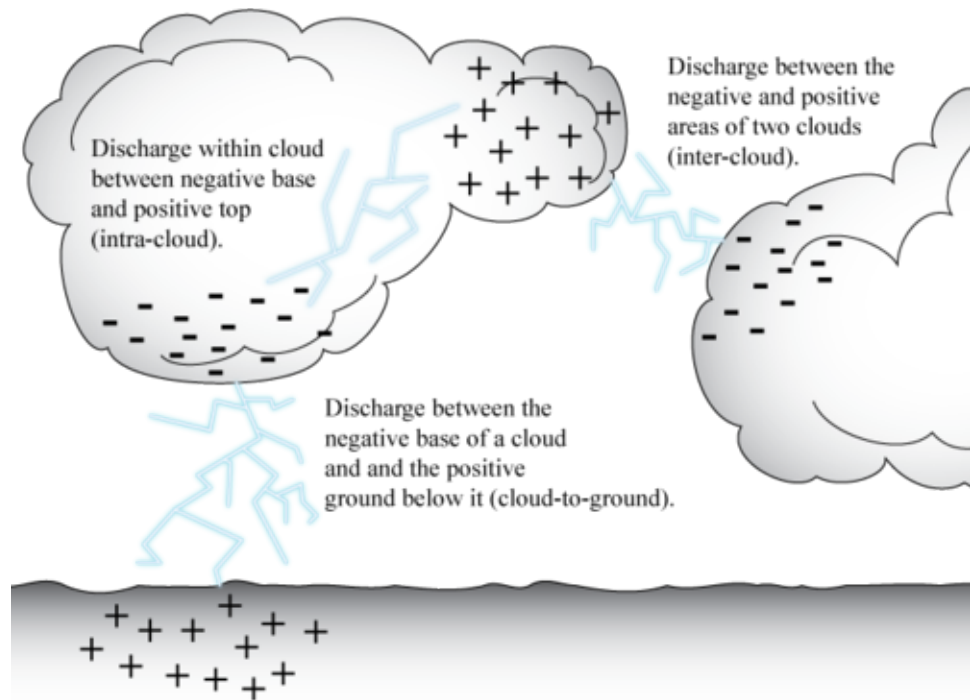 Discharge within cloud
between negative base
and positive top
(intra-cloud).
Discharge between the
negative and positive
areas of two clouds
(inter-cloud).
Discharge between the
negative base of a cloud
and and the positive
ground below it (cloud-to-ground).